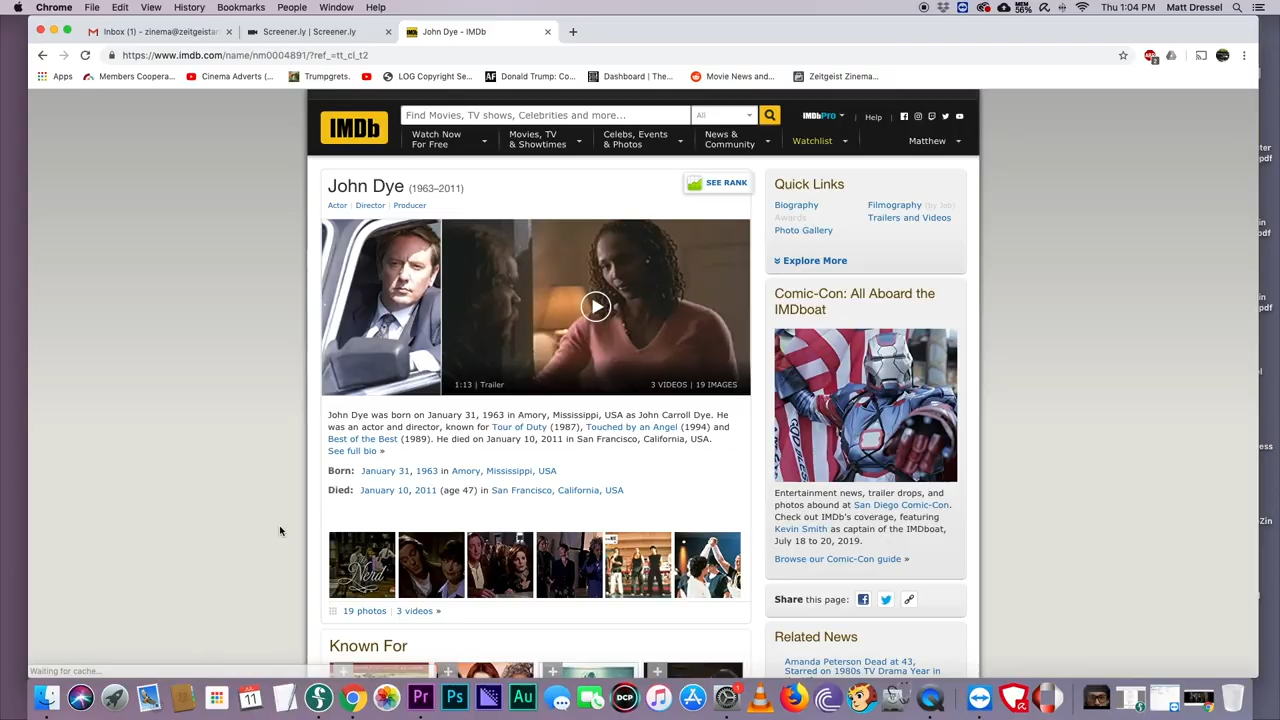 Chrome File Edit View History Bookmarks People Window Help MEM 56% Thu 1:04 PM Matt Dressel
Inbox (1) - zinema@zeitgeistar Screener.ly | Screener.ly John Dye - IMDb
https://www.imdb.com/name/nm0004891/?ref_=tt_cl_t2
Apps Members Coopera... Cinema Adverts (... Trumpgrets. LOG Copyright Se... Donald Trump: Co... Dashboard | The... Movie News and... Zeitgeist Zinema...
IMDb Find Movies, TV shows, Celebrities and more... All IMDbPro Help
Watch Now For Free Movies, TV & Showtimes Celebs, Events & Photos News & Community Watchlist Matthew
John Dye (1963–2011) SEE RANK
Actor | Director | Producer
1:13 | Trailer 3 VIDEOS | 19 IMAGES
John Dye was born on January 31, 1963 in Amory, Mississippi, USA as John Carroll Dye. He
was an actor and director, known for Tour of Duty (1987), Touched by an Angel (1994) and
Best of the Best (1989). He died on January 10, 2011 in San Francisco, California, USA.
See full bio »
Born: January 31, 1963 in Amory, Mississippi, USA
Died: January 10, 2011 (age 47) in San Francisco, California, USA
Nerd
19 photos | 3 videos »
Known For
Quick Links
Biography Filmography (by Job)
Awards Trailers and Videos
Photo Gallery
Explore More
Comic-Con: All Aboard the
IMDboat
Entertainment news, trailer drops, and
photos abound at San Diego Comic-Con.
Check out IMDb's coverage, featuring
Kevin Smith as captain of the IMDboat,
July 18 to 20, 2019.
Browse our Comic-Con guide »
Share this page:
Related News
Amanda Peterson Dead at 43,
Starred on 1980s TV Drama Year in
Waiting for cache...
11 Pr Ps Au DCP